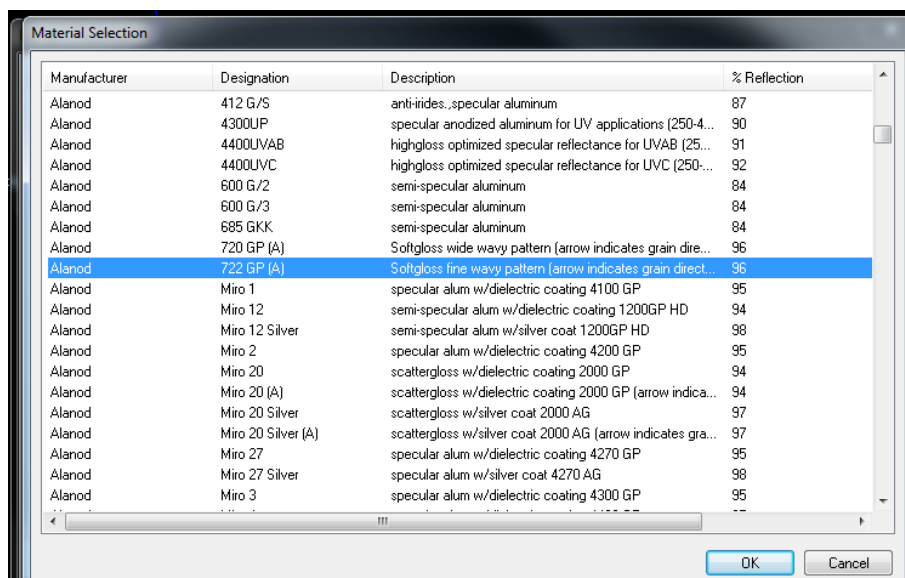 Material Selection
Manufacturer Designation Description % Reflection
Alanod 412 G/S anti-irides.,specular aluminum 87
Alanod 4300UP specular anodized aluminum for UV applications (250-4... 90
Alanod 4400UVAB highgloss optimized specular reflectance for UVAB (25... 91
Alanod 4400UVC highgloss optimized specular reflectance for UVC (250-... 92
Alanod 600 G/2 semi-specular aluminum 84
Alanod 600 G/3 semi-specular aluminum 84
Alanod 685 GKK semi-specular aluminum 84
Alanod 720 GP (A) Softgloss wide wavy pattern (arrow indicates grain dire... 96
Alanod 722 GP (A) Softgloss fine wavy pattern (arrow indicates grain direct... 96
Alanod Miro 1 specular alum w/dielectric coating 4100 GP 95
Alanod Miro 12 semi-specular alum w/dielectric coating 1200GP HD 94
Alanod Miro 12 Silver semi-specular alum w/silver coat 1200GP HD 98
Alanod Miro 2 specular alum w/dielectric coating 4200 GP 95
Alanod Miro 20 scattergloss w/dielectric coating 2000 GP 94
Alanod Miro 20 (A) scattergloss w/dielectric coating 2000 GP (arrow indica... 94
Alanod Miro 20 Silver scattergloss w/silver coat 2000 AG 97
Alanod Miro 20 Silver (A) scattergloss w/silver coat 2000 AG (arrow indicates gra... 97
Alanod Miro 27 specular alum w/dielectric coating 4270 GP 95
Alanod Miro 27 Silver specular alum w/silver coat 4270 AG 98
Alanod Miro 3 specular alum w/dielectric coating 4300 GP 95
OK Cancel